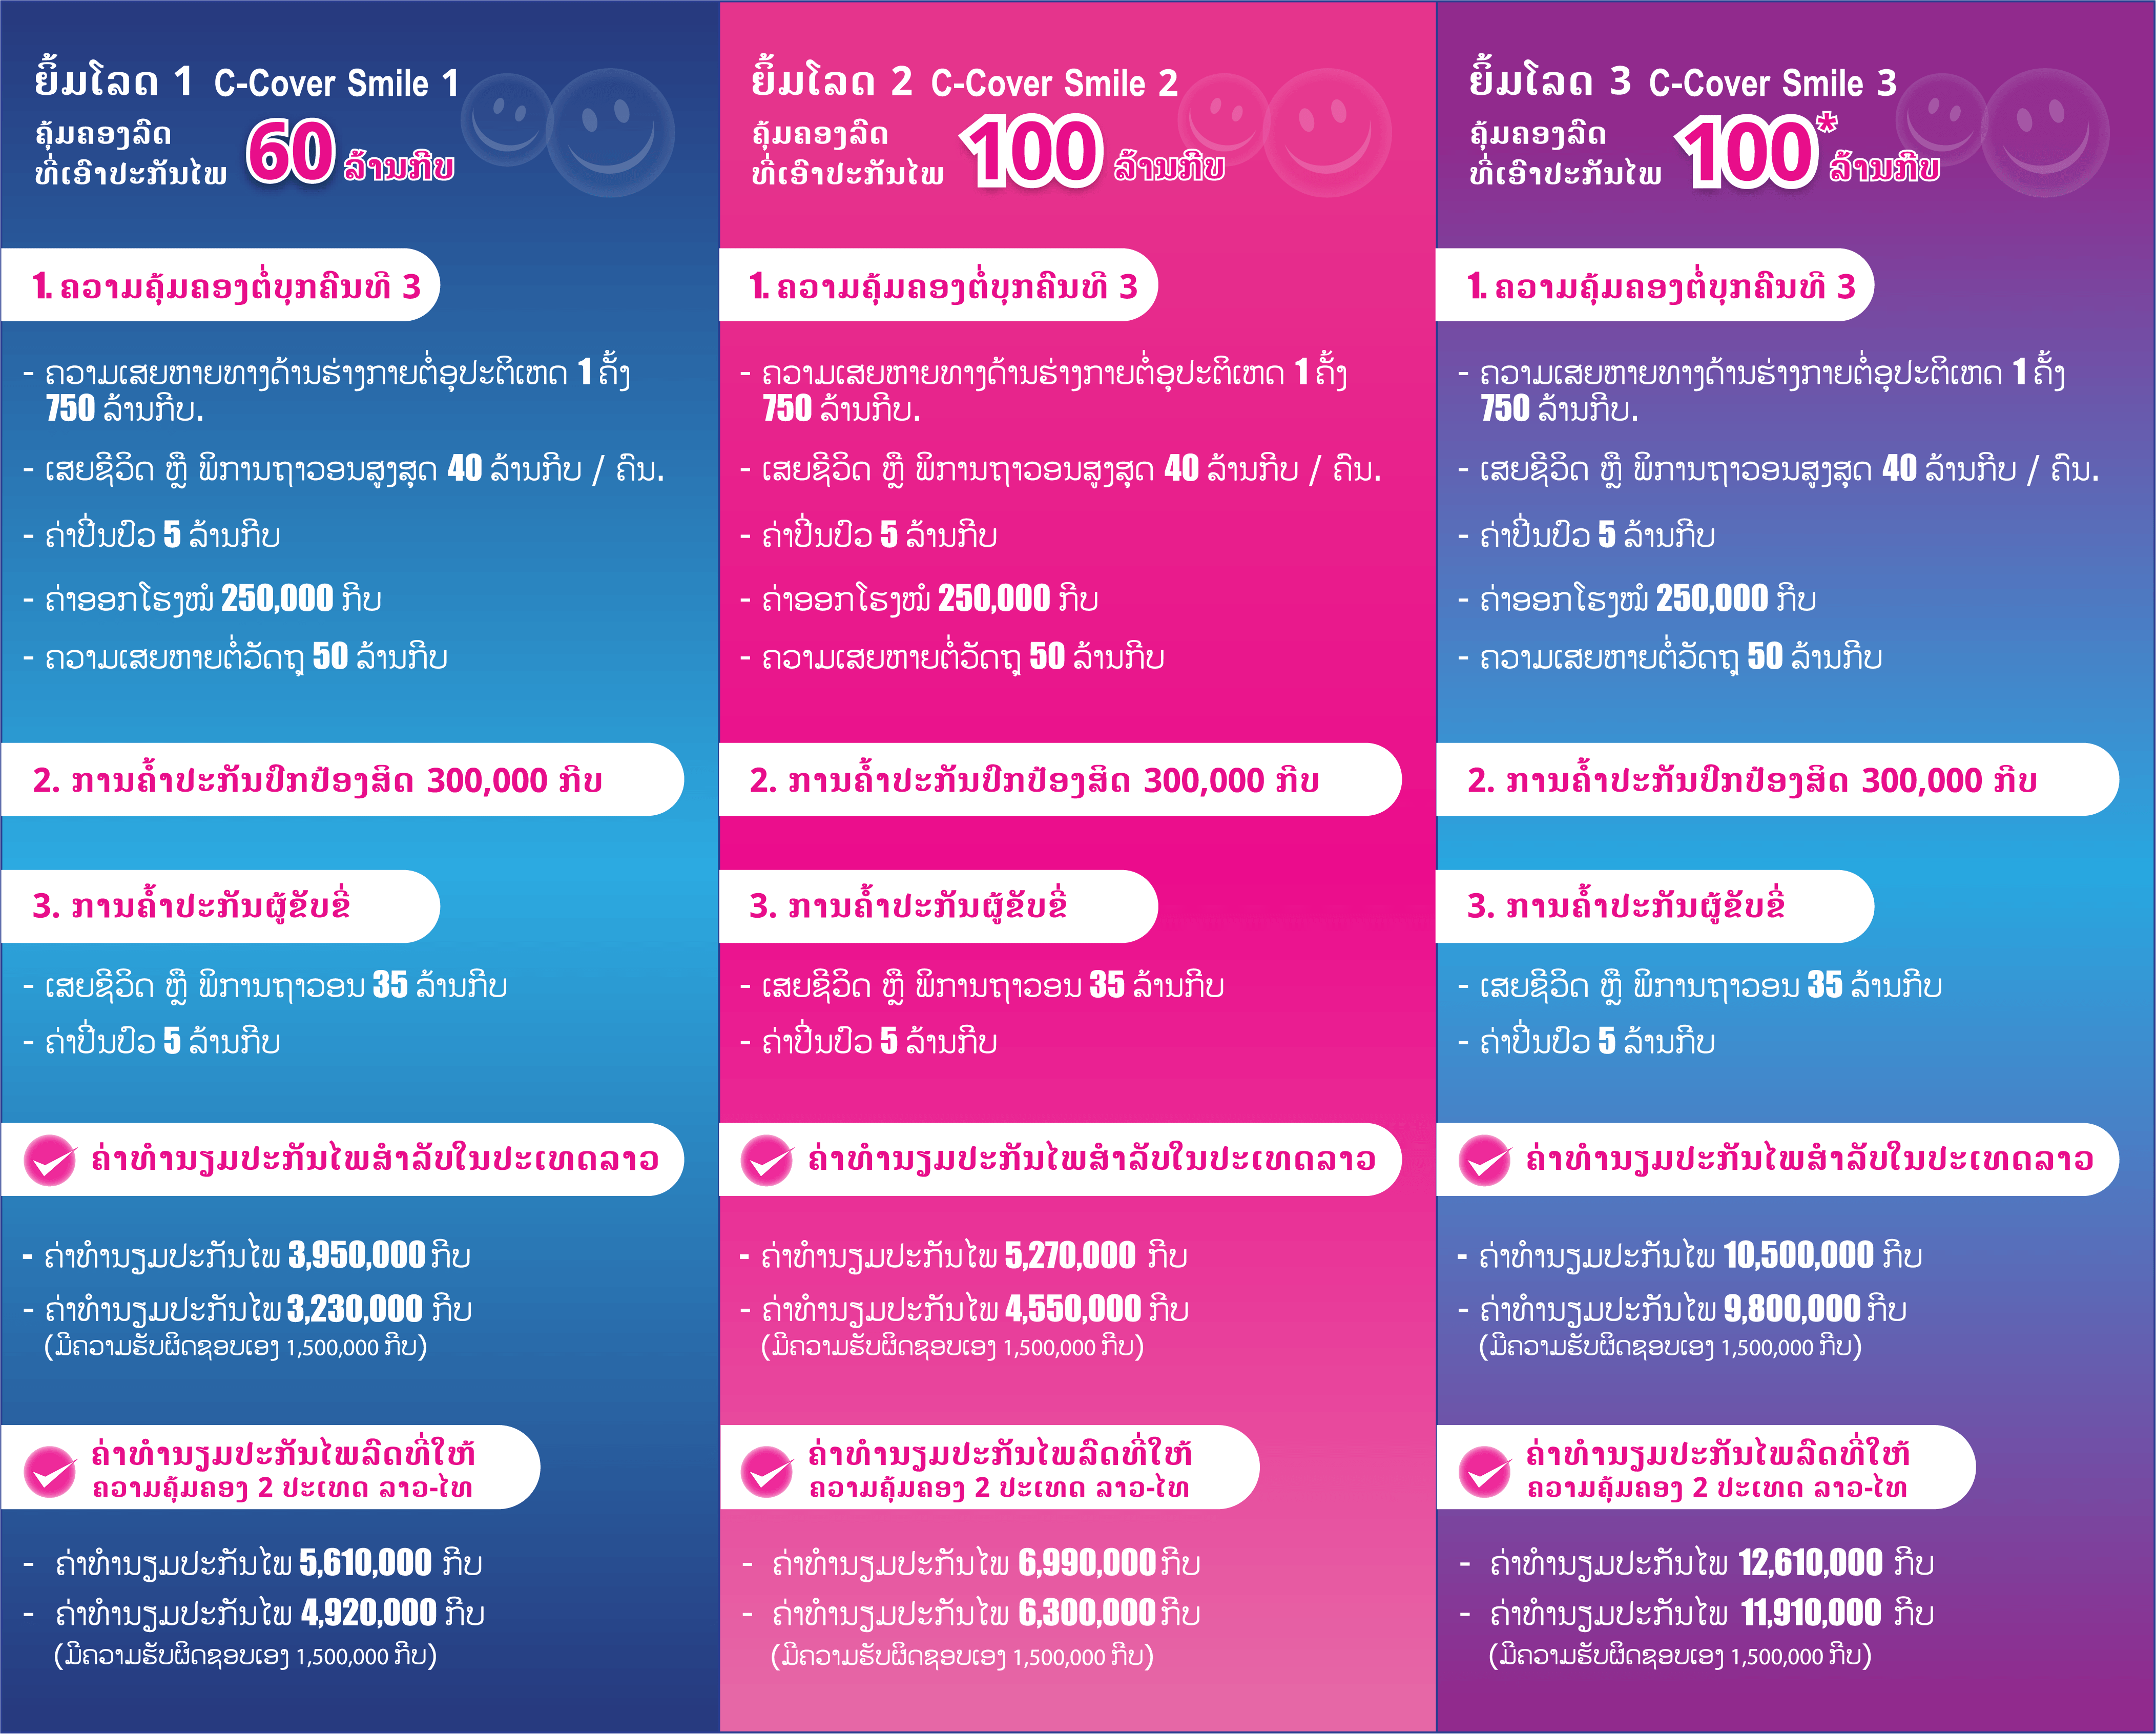 ຍິ້ມໂລດ 1 C-Cover Smile 1
ຄຸ້ມຄອງລົດ
ທີ່ເອົາປະກັນໄພ 60 ລ້ານກີບ
1. ຄວາມຄຸ້ມຄອງຕໍ່ບຸກຄົນທີ 3
- ຄວາມເສຍຫາຍທາງດ້ານຮ່າງກາຍຕໍ່ອຸປະຕິເຫດ 1 ຄັ້ງ
750 ລ້ານກີບ.
- ເສຍຊີວິດ ຫຼື ພິການຖາວອນສູງສຸດ 40 ລ້ານກີບ / ຄົນ.
- ຄ່າປິ່ນປົວ 5 ລ້ານກີບ
- ຄ່າອອກໂຮງໝໍ 250,000 ກີບ
- ຄວາມເສຍຫາຍຕໍ່ວັດຖຸ 50 ລ້ານກີບ
2. ການຄ້ຳປະກັນປົກປ້ອງສິດ 300,000 ກີບ
3. ການຄ້ຳປະກັນຜູ້ຂັບຂີ່
- ເສຍຊີວິດ ຫຼື ພິການຖາວອນ 35 ລ້ານກີບ
- ຄ່າປິ່ນປົວ 5 ລ້ານກີບ
ຄ່າທຳນຽມປະກັນໄພສຳລັບໃນປະເທດລາວ
- ຄ່າທຳນຽມປະກັນໄພ 3,950,000 ກີບ
- ຄ່າທຳນຽມປະກັນໄພ 3,230,000 ກີບ
(ມີຄວາມຮັບຜິດຊອບເອງ 1,500,000 ກີບ)
ຄ່າທຳນຽມປະກັນໄພລົດທີ່ໃຫ້
ຄວາມຄຸ້ມຄອງ 2 ປະເທດ ລາວ-ໄທ
- ຄ່າທຳນຽມປະກັນໄພ 5,610,000 ກີບ
- ຄ່າທຳນຽມປະກັນໄພ 4,920,000 ກີບ
(ມີຄວາມຮັບຜິດຊອບເອງ 1,500,000 ກີບ)
ຍິ້ມໂລດ 2 C-Cover Smile 2
ຄຸ້ມຄອງລົດ
ທີ່ເອົາປະກັນໄພ 100 ລ້ານກີບ
1. ຄວາມຄຸ້ມຄອງຕໍ່ບຸກຄົນທີ 3
- ຄວາມເສຍຫາຍທາງດ້ານຮ່າງກາຍຕໍ່ອຸປະຕິເຫດ 1 ຄັ້ງ
750 ລ້ານກີບ.
- ເສຍຊີວິດ ຫຼື ພິການຖາວອນສູງສຸດ 40 ລ້ານກີບ / ຄົນ.
- ຄ່າປິ່ນປົວ 5 ລ້ານກີບ
- ຄ່າອອກໂຮງໝໍ 250,000 ກີບ
- ຄວາມເສຍຫາຍຕໍ່ວັດຖຸ 50 ລ້ານກີບ
2. ການຄ້ຳປະກັນປົກປ້ອງສິດ 300,000 ກີບ
3. ການຄ້ຳປະກັນຜູ້ຂັບຂີ່
- ເສຍຊີວິດ ຫຼື ພິການຖາວອນ 35 ລ້ານກີບ
- ຄ່າປິ່ນປົວ 5 ລ້ານກີບ
ຄ່າທຳນຽມປະກັນໄພສຳລັບໃນປະເທດລາວ
- ຄ່າທຳນຽມປະກັນໄພ 5,270,000 ກີບ
- ຄ່າທຳນຽມປະກັນໄພ 4,550,000 ກີບ
(ມີຄວາມຮັບຜິດຊອບເອງ 1,500,000 ກີບ)
ຄ່າທຳນຽມປະກັນໄພລົດທີ່ໃຫ້
ຄວາມຄຸ້ມຄອງ 2 ປະເທດ ລາວ-ໄທ
- ຄ່າທຳນຽມປະກັນໄພ 6,990,000 ກີບ
- ຄ່າທຳນຽມປະກັນໄພ 6,300,000 ກີບ
(ມີຄວາມຮັບຜິດຊອບເອງ 1,500,000 ກີບ)
ຍິ້ມໂລດ 3 C-Cover Smile 3
ຄຸ້ມຄອງລົດ
ທີ່ເອົາປະກັນໄພ 100* ລ້ານກີບ
1. ຄວາມຄຸ້ມຄອງຕໍ່ບຸກຄົນທີ 3
- ຄວາມເສຍຫາຍທາງດ້ານຮ່າງກາຍຕໍ່ອຸປະຕິເຫດ 1 ຄັ້ງ
750 ລ້ານກີບ.
- ເສຍຊີວິດ ຫຼື ພິການຖາວອນສູງສຸດ 40 ລ້ານກີບ / ຄົນ.
- ຄ່າປິ່ນປົວ 5 ລ້ານກີບ
- ຄ່າອອກໂຮງໝໍ 250,000 ກີບ
- ຄວາມເສຍຫາຍຕໍ່ວັດຖຸ 50 ລ້ານກີບ
2. ການຄ້ຳປະກັນປົກປ້ອງສິດ 300,000 ກີບ
3. ການຄ້ຳປະກັນຜູ້ຂັບຂີ່
- ເສຍຊີວິດ ຫຼື ພິການຖາວອນ 35 ລ້ານກີບ
- ຄ່າປິ່ນປົວ 5 ລ້ານກີບ
ຄ່າທຳນຽມປະກັນໄພສຳລັບໃນປະເທດລາວ
- ຄ່າທຳນຽມປະກັນໄພ 10,500,000 ກີບ
- ຄ່າທຳນຽມປະກັນໄພ 9,800,000 ກີບ
(ມີຄວາມຮັບຜິດຊອບເອງ 1,500,000 ກີບ)
ຄ່າທຳນຽມປະກັນໄພລົດທີ່ໃຫ້
ຄວາມຄຸ້ມຄອງ 2 ປະເທດ ລາວ-ໄທ
- ຄ່າທຳນຽມປະກັນໄພ 12,610,000 ກີບ
- ຄ່າທຳນຽມປະກັນໄພ 11,910,000 ກີບ
(ມີຄວາມຮັບຜິດຊອບເອງ 1,500,000 ກີບ)